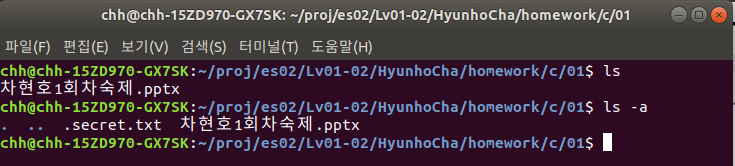 chh@chh-15ZD970-GX7SK: ~/proj/es02/Lv01-02/HyunhoCha/homework/c/01
파일(F) 편집(E) 보기(V) 검색(S) 터미널(T) 도움말(H)
chh@chh-15ZD970-GX7SK:~/proj/es02/Lv01-02/HyunhoCha/homework/c/01$ ls
차현호1회차숙제.pptx
chh@chh-15ZD970-GX7SK:~/proj/es02/Lv01-02/HyunhoCha/homework/c/01$ ls -a
. .. .secret.txt 차현호1회차숙제.pptx
chh@chh-15ZD970-GX7SK:~/proj/es02/Lv01-02/HyunhoCha/homework/c/01$